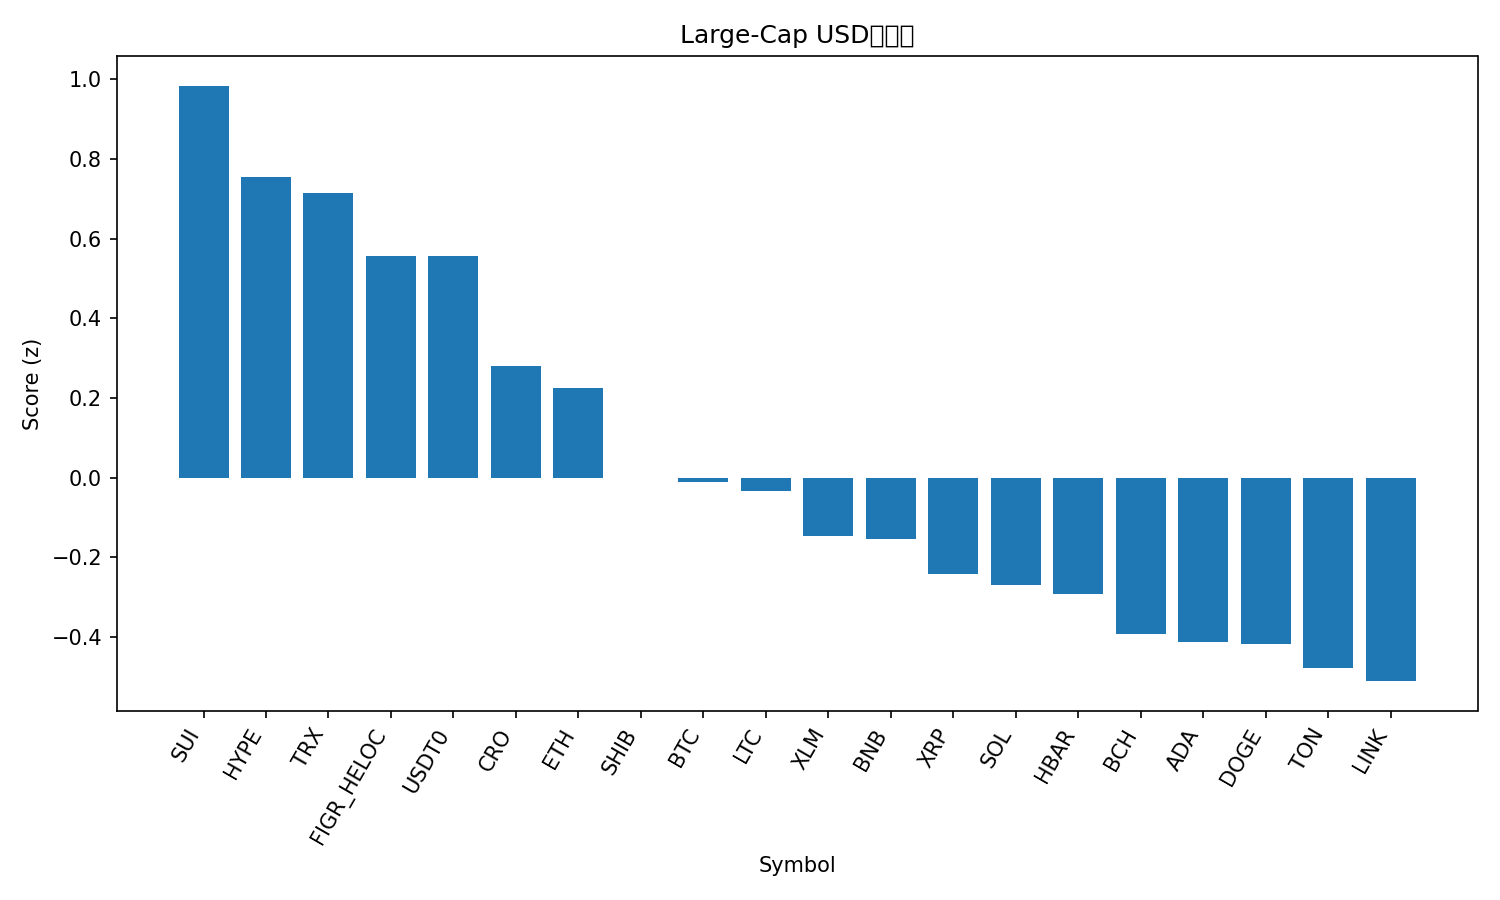 Large-Cap USD
1.0
0.8
0.6
0.4
0.2
0.0
−0.2
−0.4
Score (z)
SUI
HYPE
TRX
FIGR_HELOC
USDT0
CRO
ETH
SHIB
BTC
LTC
XLM
BNB
XRP
SOL
HBAR
BCH
ADA
DOGE
TON
LINK
Symbol